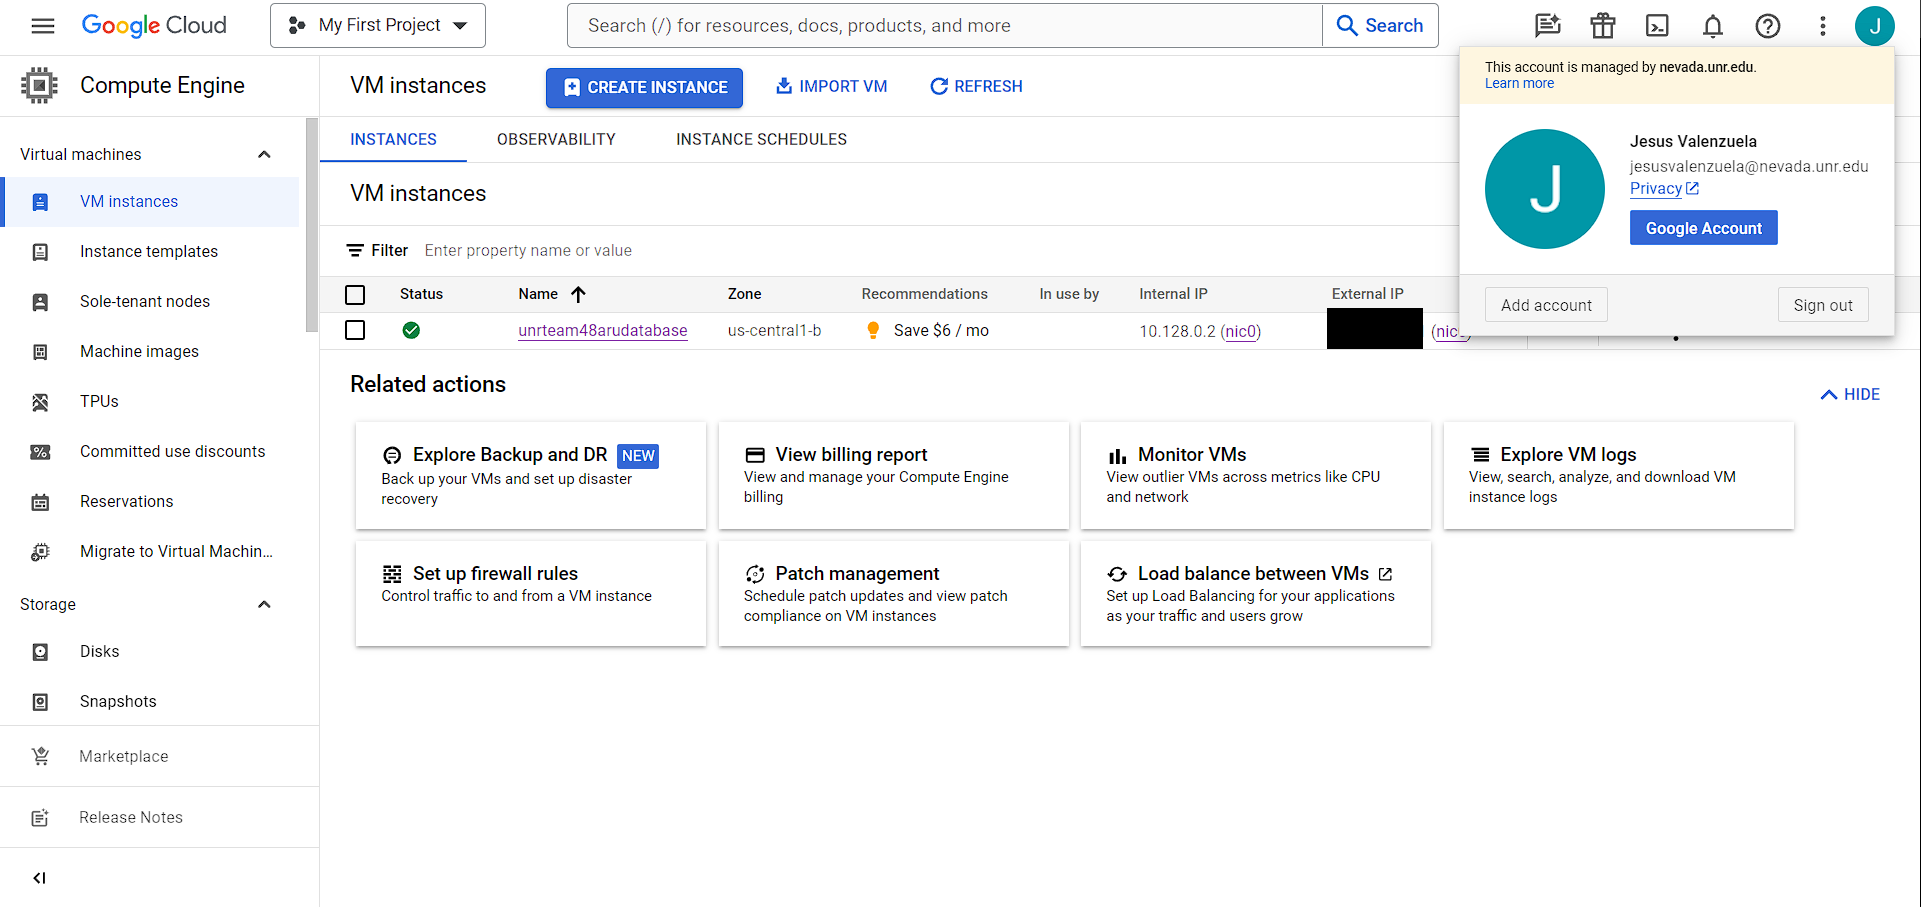 Google Cloud
My First Project
Search (/) for resources, docs, products, and more
Search
J
Compute Engine
VM instances
CREATE INSTANCE
IMPORT VM
REFRESH
This account is managed by nevada.unr.edu.
Learn more
J
Jesus Valenzuela
jesusvalenzuela@nevada.unr.edu
Privacy
Google Account
Add account
Sign out
Virtual machines
VM instances
Instance templates
Sole-tenant nodes
Machine images
TPUs
Committed use discounts
Reservations
Migrate to Virtual Machin...
Storage
Disks
Snapshots
Marketplace
Release Notes
INSTANCES OBSERVABILITY INSTANCE SCHEDULES
VM instances
Filter Enter property name or value
Status Name Zone Recommendations In use by Internal IP External IP
unrteam48arudatabase us-central1-b Save $6 / mo 10.128.0.2 (nic0) (nic0)
Related actions
HIDE
Explore Backup and DR NEW
Back up your VMs and set up disaster
recovery
View billing report
View and manage your Compute Engine
billing
Monitor VMs
View outlier VMs across metrics like CPU
and network
Explore VM logs
View, search, analyze, and download VM
instance logs
Set up firewall rules
Control traffic to and from a VM instance
Patch management
Schedule patch updates and view patch
compliance on VM instances
Load balance between VMs
Set up Load Balancing for your applications
as your traffic and users grow